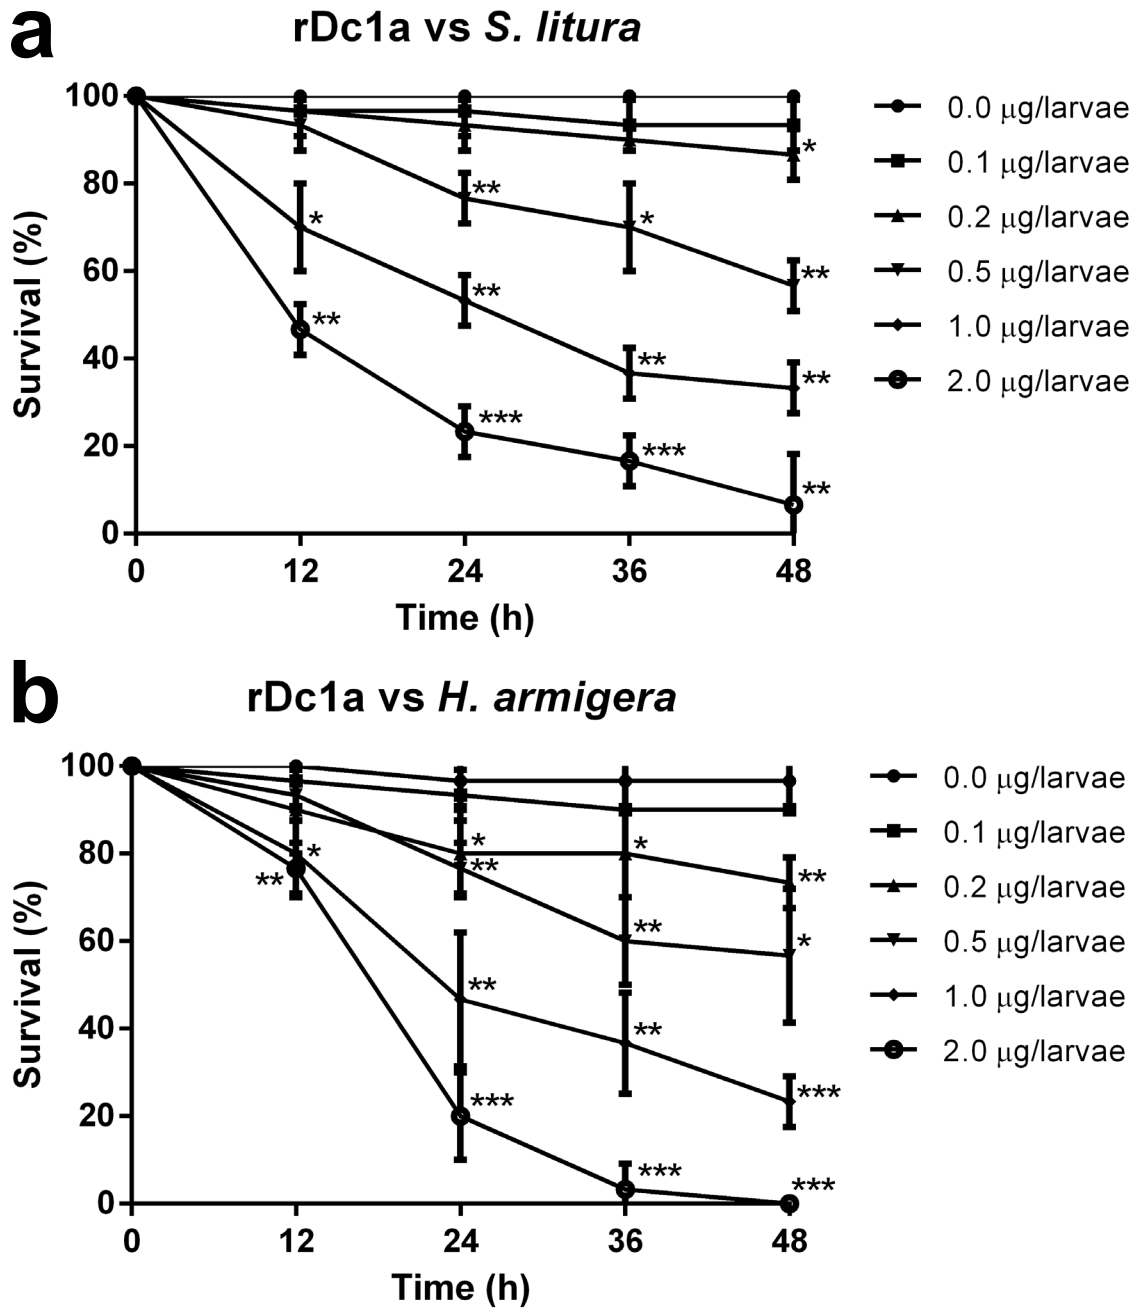 a
rDc1a vs S. litura
100
80
60
40
20
0
Survival (%)
0 12 24 36 48
Time (h)
*
**
*
**
*
**
**
**
**
**
***
***
**
0.0 µg/larvae
0.1 µg/larvae
0.2 µg/larvae
0.5 µg/larvae
1.0 µg/larvae
2.0 µg/larvae
b
rDc1a vs H. armigera
100
80
60
40
20
0
Survival (%)
0 12 24 36 48
Time (h)
*
**
*
**
*
**
**
*
**
**
***
***
***
***
0.0 µg/larvae
0.1 µg/larvae
0.2 µg/larvae
0.5 µg/larvae
1.0 µg/larvae
2.0 µg/larvae